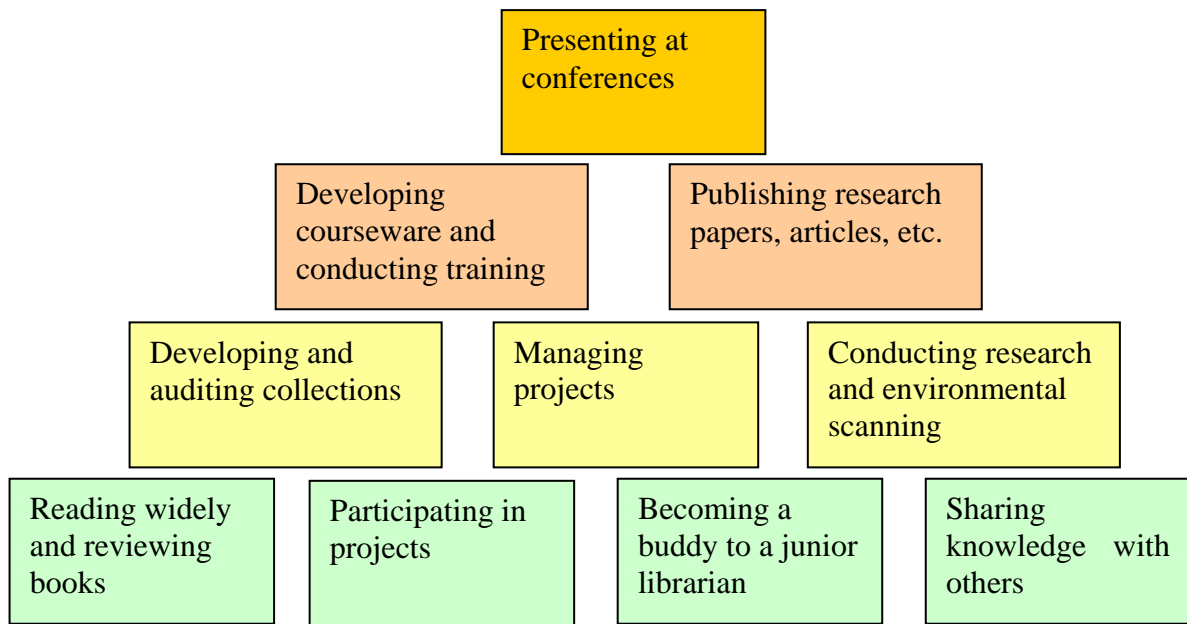 Presenting at
conferences
Developing
courseware and
conducting training
Publishing research
papers, articles, etc.
Developing and
auditing collections
Managing
projects
Conducting research
and environmental
scanning
Reading widely
and reviewing
books
Participating in
projects
Becoming a
buddy to a junior
librarian
Sharing
knowledge with
others